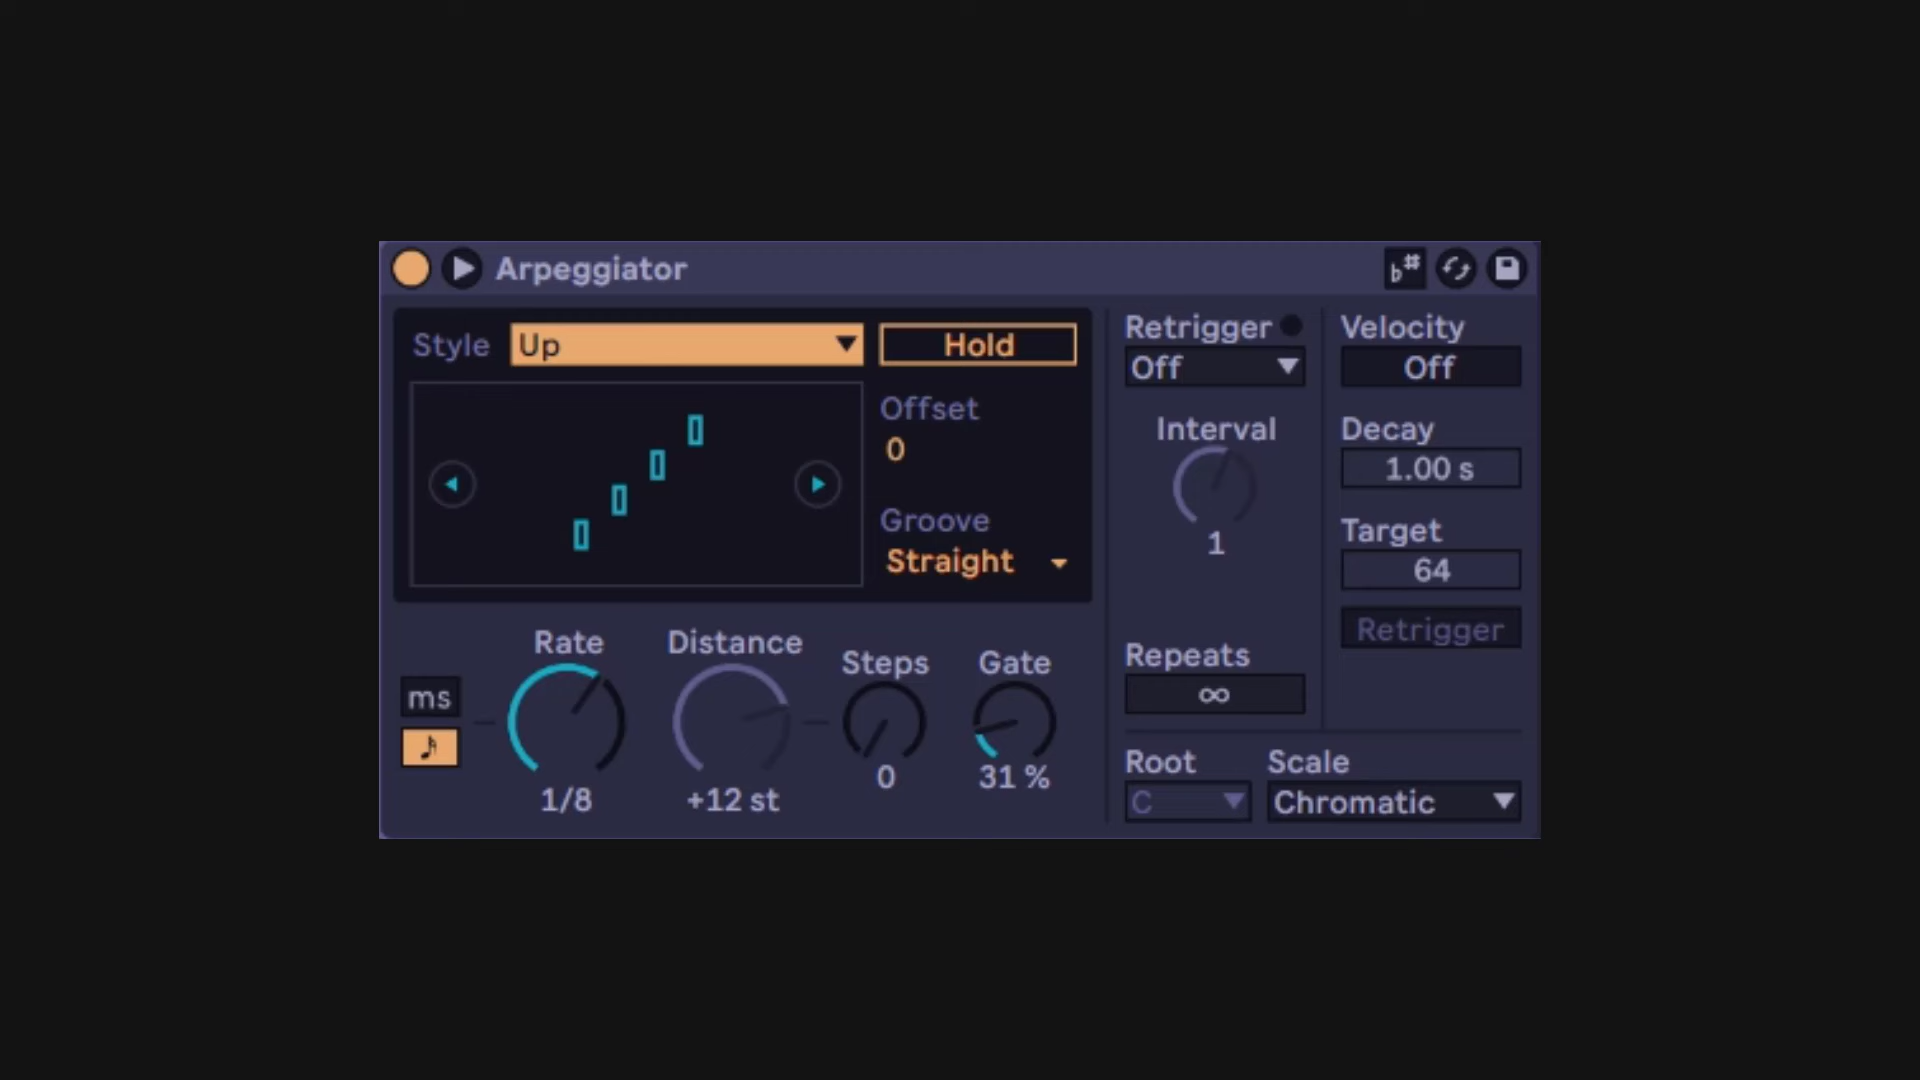 Arpeggiator
Style Up Hold
Offset
0
Groove
Straight
ms
Rate
1/8
Distance
+12 st
Steps
0
Gate
31 %
Retrigger
Off
Interval
1
Repeats
∞
Velocity
Off
Decay
1.00 s
Target
64
Retrigger
Root
C
Scale
Chromatic